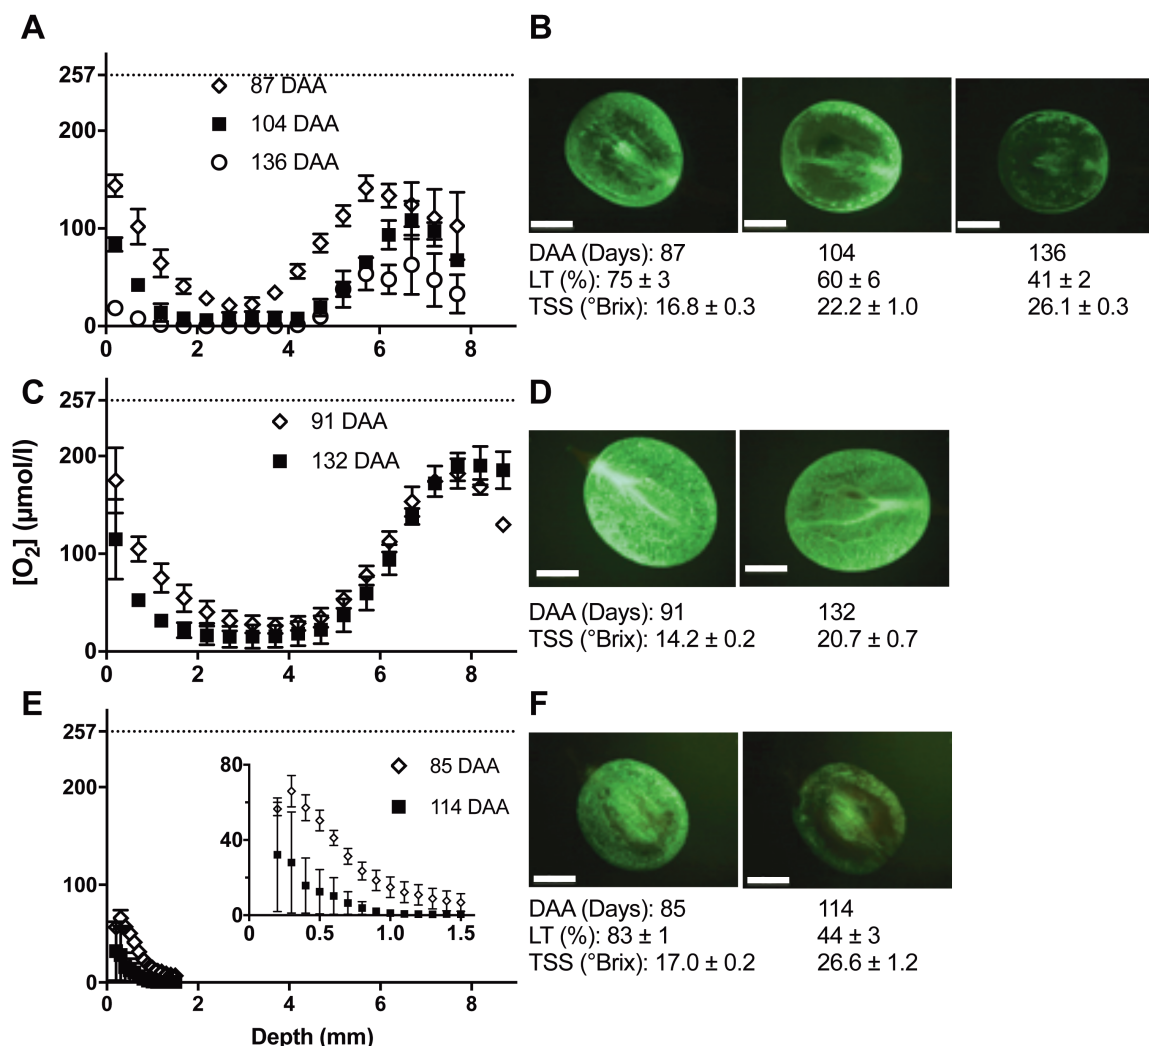 A
B
257
200
100
0
0
2
4
6
8
87 DAA
104 DAA
136 DAA
DAA (Days): 87
104
136
LT (%): 75 ± 3
60 ± 6
41 ± 2
TSS (°Brix): 16.8 ± 0.3
22.2 ± 1.0
26.1 ± 0.3
C
D
[O2] (µmol/l)
257
200
100
0
0
2
4
6
8
91 DAA
132 DAA
DAA (Days): 91
132
TSS (°Brix): 14.2 ± 0.2
20.7 ± 0.7
E
F
257
200
100
0
0
2
4
6
8
80
40
0
0
0.5
1.0
1.5
85 DAA
114 DAA
Depth (mm)
DAA (Days): 85
114
LT (%): 83 ± 1
44 ± 3
TSS (°Brix): 17.0 ± 0.2
26.6 ± 1.2